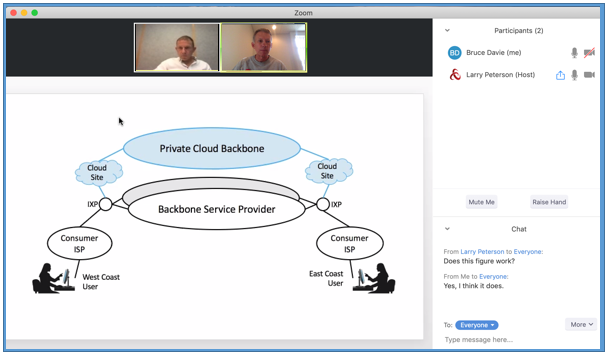 Zoom
Private Cloud Backbone
Cloud
Site
Cloud
Site
IXP
IXP
Backbone Service Provider
Consumer
ISP
Consumer
ISP
West Coast
User
East Coast
User
Participants (2)
BD Bruce Davie (me)
Larry Peterson (Host)
Mute Me
Raise Hand
Chat
From Larry Peterson to Everyone:
Does this figure work?
From Me to Everyone:
Yes, I think it does.
To: Everyone
More
Type message here...